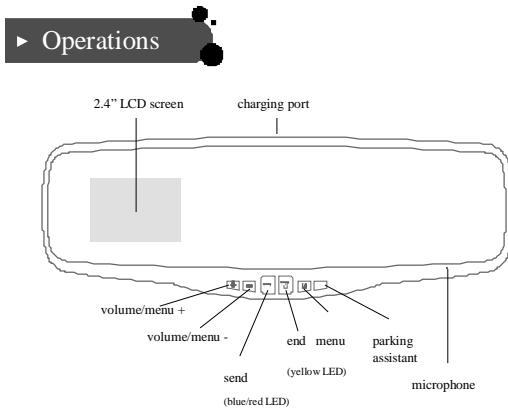 Operations
2.4” LCD screen
charging port
volume/menu +
volume/menu -
end
menu
parking
assistant
(yellow LED)
send
microphone
(blue/red LED)